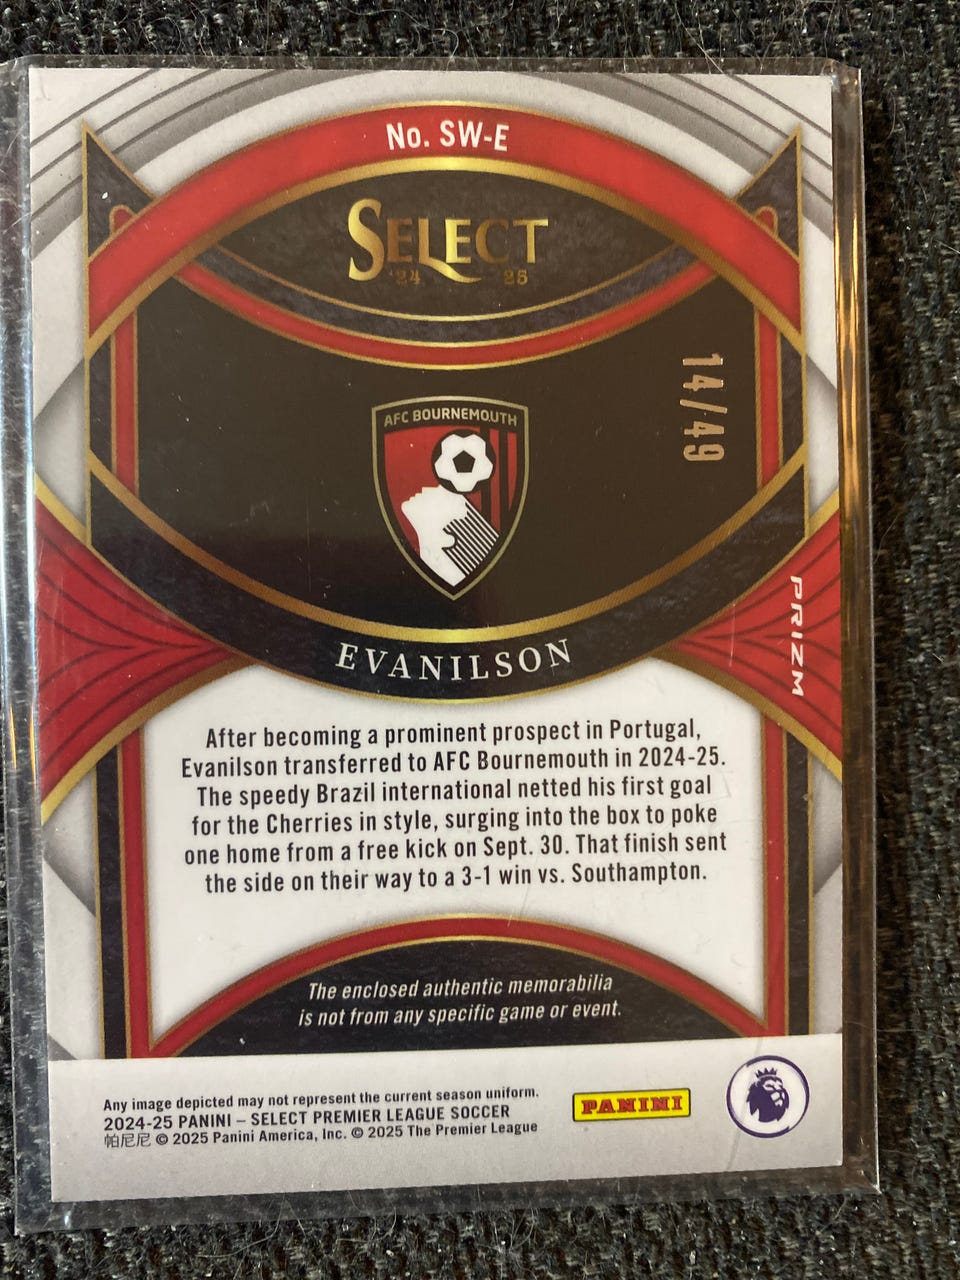 No. SW-E
SELECT
'24 25
14/49
AFC BOURNEMOUTH
PRIZM
EVANILSON
After becoming a prominent prospect in Portugal,
Evanilson transferred to AFC Bournemouth in 2024-25.
The speedy Brazil international netted his first goal
for the Cherries in style, surging into the box to poke
one home from a free kick on Sept. 30. That finish sent
the side on their way to a 3-1 win vs. Southampton.
The enclosed authentic memorabilia
is not from any specific game or event.
Any image depicted may not represent the current season uniform.
2024-25 PANINI – SELECT PREMIER LEAGUE SOCCER
帕尼尼 © 2025 Panini America, Inc. © 2025 The Premier League
PANINI